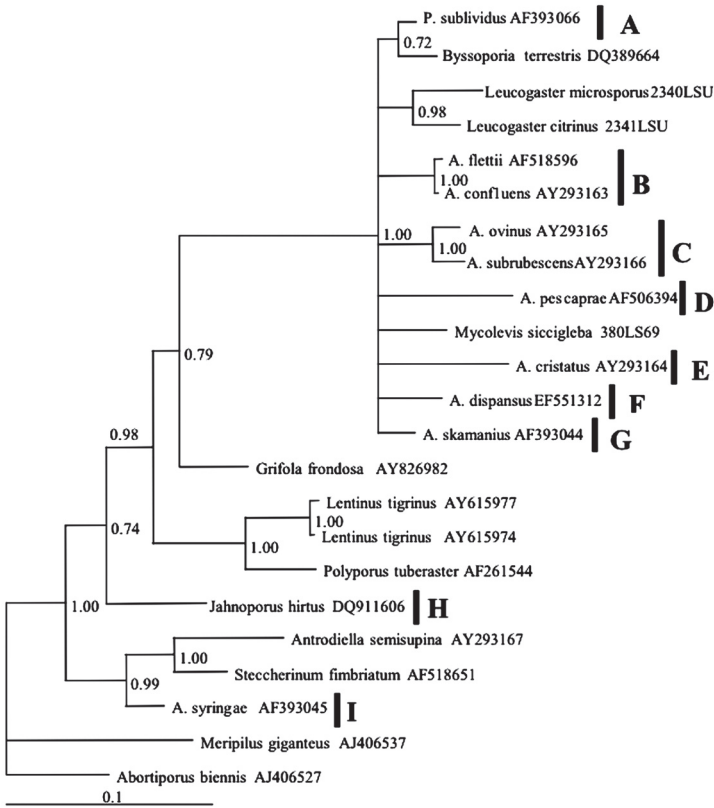 P. sublividus AF393066 A
0.72
Byssoporia terrestris DQ389664
Leucogaster microsporus2340LSU
0.98
Leucogaster citrinus 2341LSU
A. flettii AF518596
1.00 B
A. confluens AY293163
A. ovinus AY293165
1.00 1.00 C
A. subrubescensAY293166
A. pescaprae AF506394 D
Mycolevis siccigleba 380LS69
0.79
A. cristatus AY293164 E
A. dispansus EF551312 F
A. skamanius AF393044 G
0.98
Grifola frondosa AY826982
Lentinus tigrinus AY615977
1.00
0.74
Lentinus tigrinus AY615974
1.00
Polyporus tuberaster AF261544
1.00 Jahnoporus hirtus DQ911606 H
Antrodiella semisupina AY293167
1.00
Steccherinum fimbriatum AF518651
0.99
A. syringae AF393045 I
Meripilus giganteus AJ406537
Abortiporus biennis AJ406527
0.1